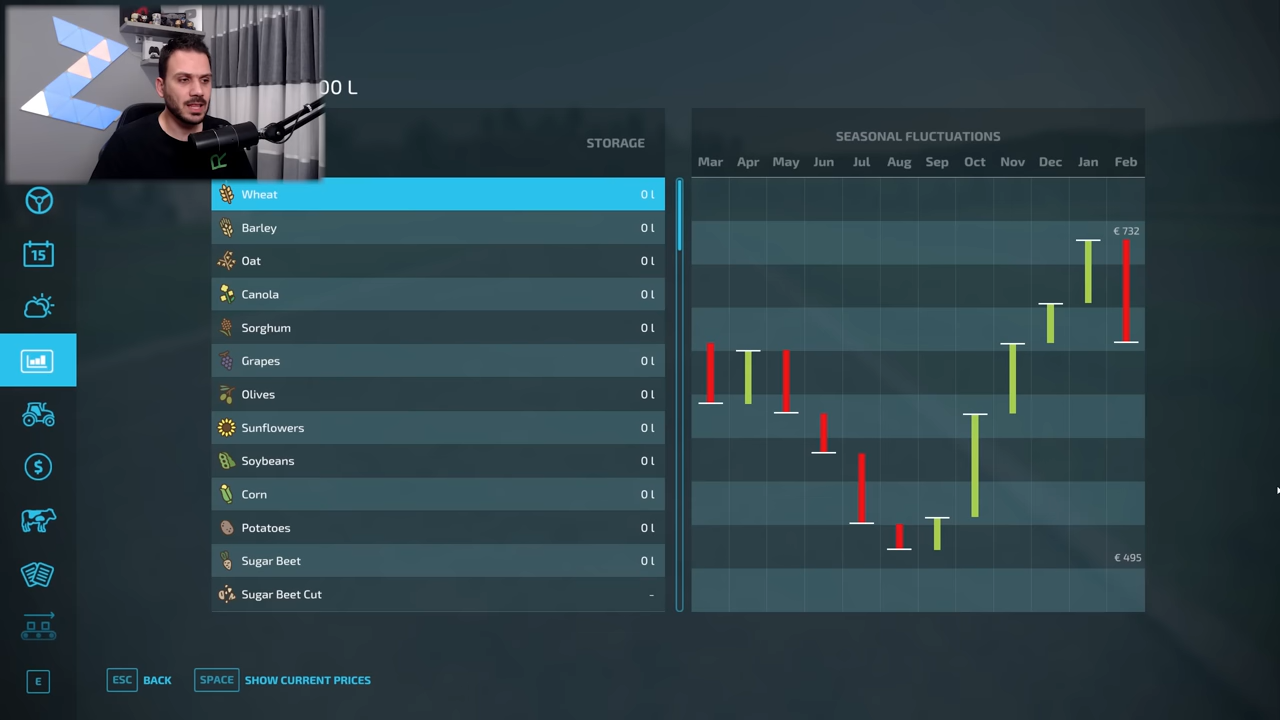 00 L
STORAGE
Wheat 0 l
Barley 0 l
Oat 0 l
Canola 0 l
Sorghum 0 l
Grapes 0 l
Olives 0 l
Sunflowers 0 l
Soybeans 0 l
Corn 0 l
Potatoes 0 l
Sugar Beet 0 l
Sugar Beet Cut -
SEASONAL FLUCTUATIONS
Mar Apr May Jun Jul Aug Sep Oct Nov Dec Jan Feb
€ 732
€ 495
15
$
E
ESC BACK SPACE SHOW CURRENT PRICES
R